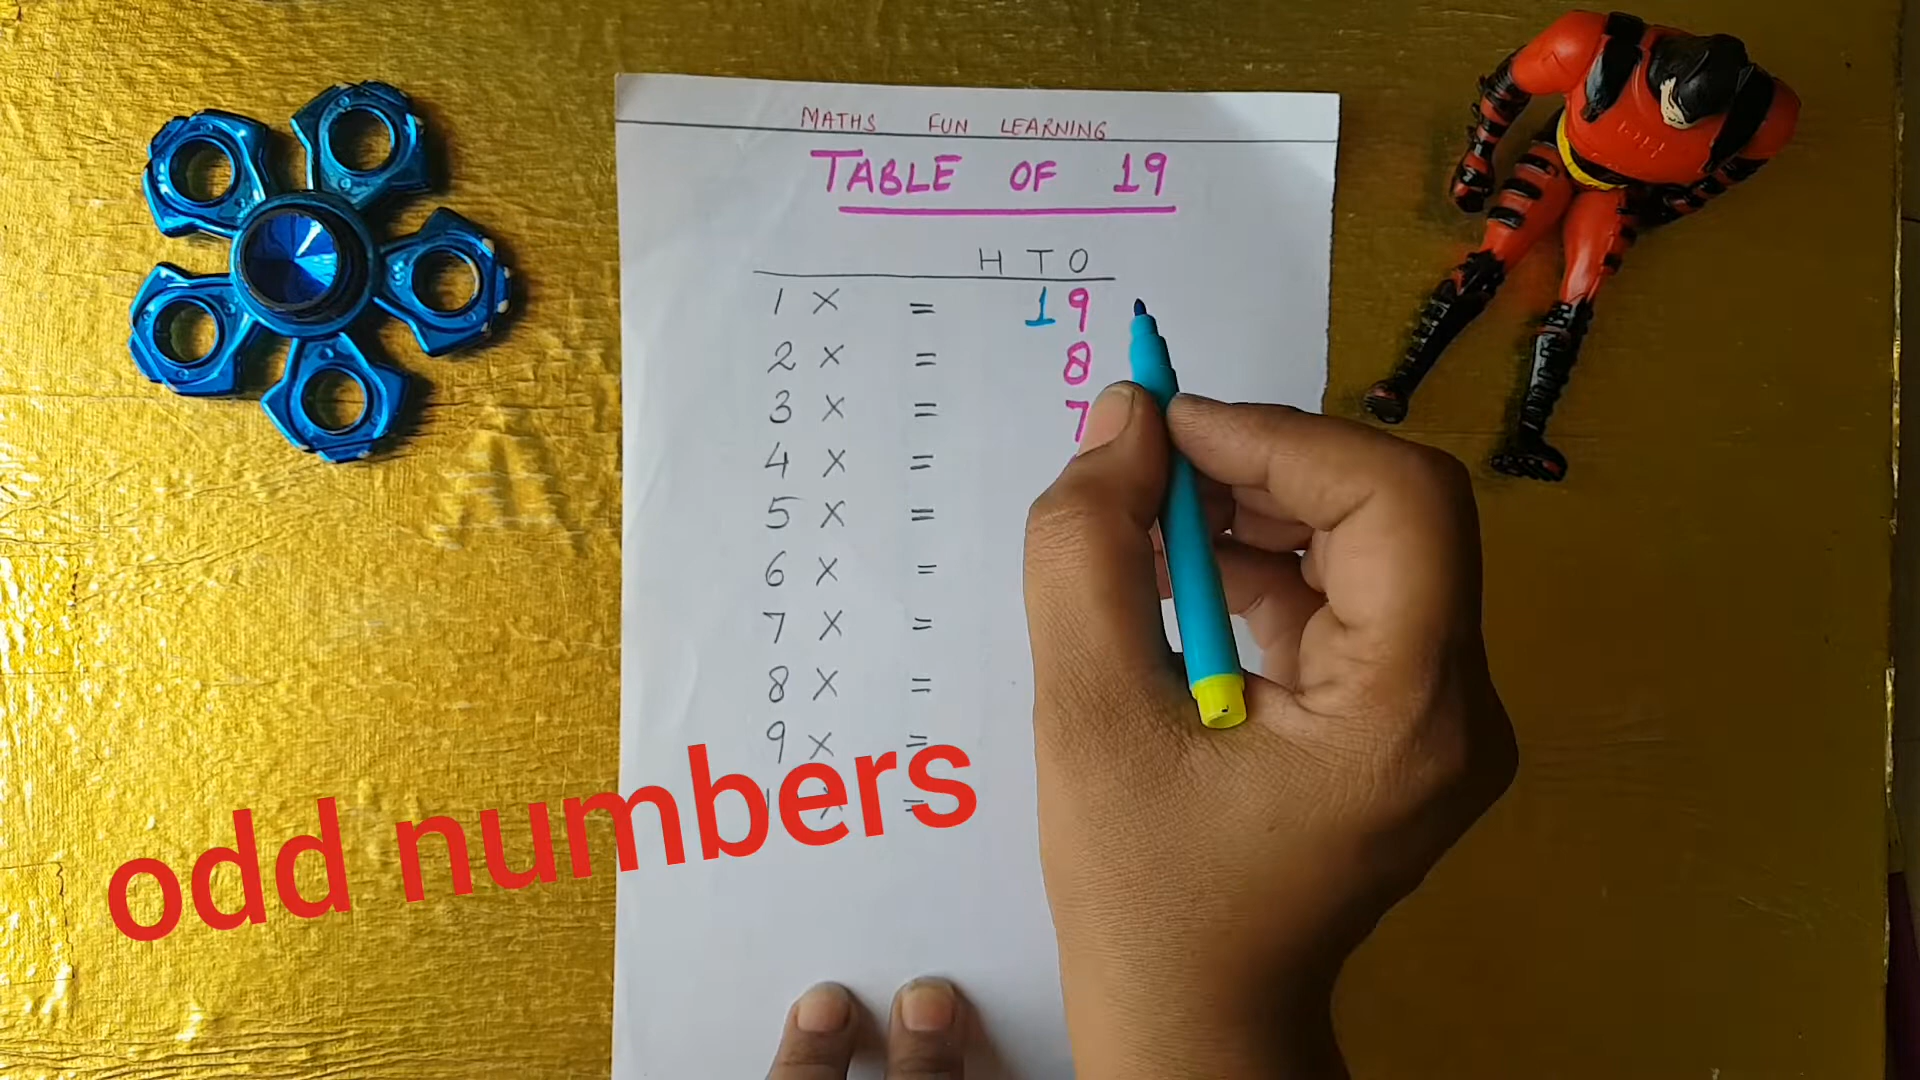 MATHS FUN LEARNING
TABLE OF 19
H T O
1 X = 19
2 X = 8
3 X = 7
4 X =
5 X =
6 X =
7 X =
8 X =
9 X =
X =
odd numbers